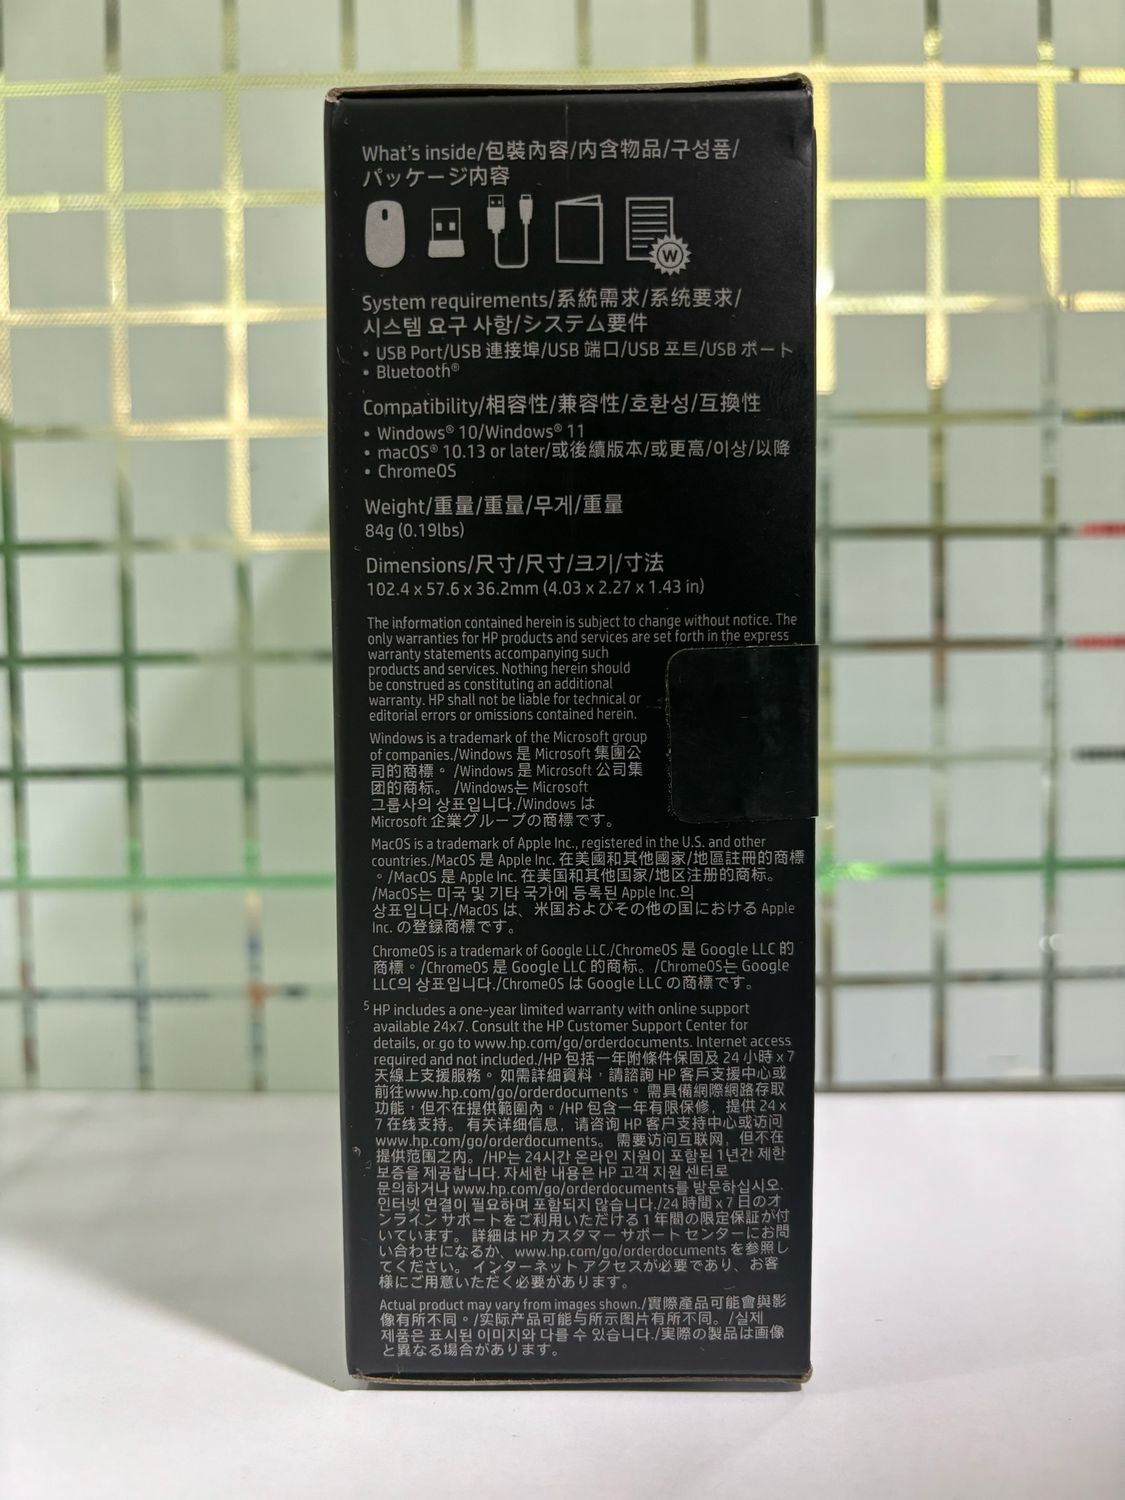 What's inside/包裝內容/内含物品/구성품/
パッケージ内容
W
System requirements/系統需求/系统要求/
시스템 요구 사항/システム要件
• USB Port/USB 連接埠/USB 端口/USB 포트/USB ポート
• Bluetooth®
Compatibility/相容性/兼容性/호환성/互換性
• Windows® 10/Windows® 11
• macOS® 10.13 or later/或後續版本/或更高/이상/以降
• ChromeOS
Weight/重量/重量/무게/重量
84g (0.19lbs)
Dimensions/尺寸/尺寸/크기/寸法
102.4 x 57.6 x 36.2mm (4.03 x 2.27 x 1.43 in)
The information contained herein is subject to change without notice. The
only warranties for HP products and services are set forth in the express
warranty statements accompanying such
products and services. Nothing herein should
be construed as constituting an additional
warranty. HP shall not be liable for technical or
editorial errors or omissions contained herein.
Windows is a trademark of the Microsoft group
of companies./Windows 是 Microsoft 集團公
司的商標。/Windows 是 Microsoft 公司集
团的商标。/Windows는 Microsoft
그룹사의 상표입니다./Windows は
Microsoft 企業グループの商標です。
MacOS is a trademark of Apple Inc., registered in the U.S. and other
countries./MacOS 是 Apple Inc. 在美國和其他國家/地區註冊的商標
。/MacOS 是 Apple Inc. 在美国和其他国家/地区注册的商标。
/MacOS는 미국 및 기타 국가에 등록된 Apple Inc.의
상표입니다./MacOS は、米国およびその他の国における Apple
Inc. の登録商標です。
ChromeOS is a trademark of Google LLC./ChromeOS 是 Google LLC 的
商標。/ChromeOS 是 Google LLC 的商标。/ChromeOS는 Google
LLC의 상표입니다./ChromeOS は Google LLC の商標です。
5 HP includes a one-year limited warranty with online support
available 24x7. Consult the HP Customer Support Center for
details, or go to www.hp.com/go/orderdocuments. Internet access
required and not included./HP 包括一年附條件保固及 24 小時 x 7
天線上支援服務。如需詳細資料，請諮詢 HP 客戶支援中心或
前往www.hp.com/go/orderdocuments。需具備網際網路存取
功能，但不在提供範圍內。/HP 包含一年有限保修，提供 24 x
7 在线支持。有关详细信息，请咨询 HP 客户支持中心或访问
www.hp.com/go/orderdocuments。需要访问互联网，但不在
提供范围之内。/HP는 24시간 온라인 지원이 포함된 1년간 제한
보증을 제공합니다. 자세한 내용은 HP 고객 지원 센터로
문의하거나 www.hp.com/go/orderdocuments를 방문하십시오.
인터넷 연결이 필요하며 포함되지 않습니다./24 時間 x 7 日のオ
ンライン サポートをご利用いただける 1 年間の限定保証が付
いています。詳細は HP カスタマー サポート センターにお問
い合わせになるか、www.hp.com/go/orderdocuments を参照し
てください。インターネット アクセスが必要であり、お客
様にご用意いただく必要があります。
Actual product may vary from images shown./實際產品可能會與影
像有所不同。/实际产品可能与所示图片有所不同。/실제
제품은 표시된 이미지와 다를 수 있습니다./実際の製品は画像
と異なる場合があります。